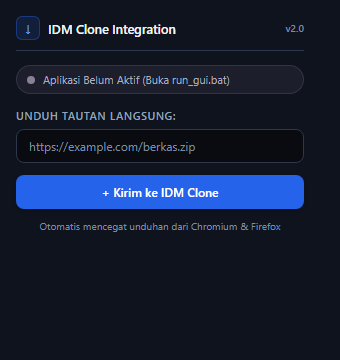 ↓ IDM Clone Integration v2.0
Aplikasi Belum Aktif (Buka run_gui.bat)
UNDUH TAUTAN LANGSUNG:
https://example.com/berkas.zip
+ Kirim ke IDM Clone
Otomatis mencegat unduhan dari Chromium & Firefox